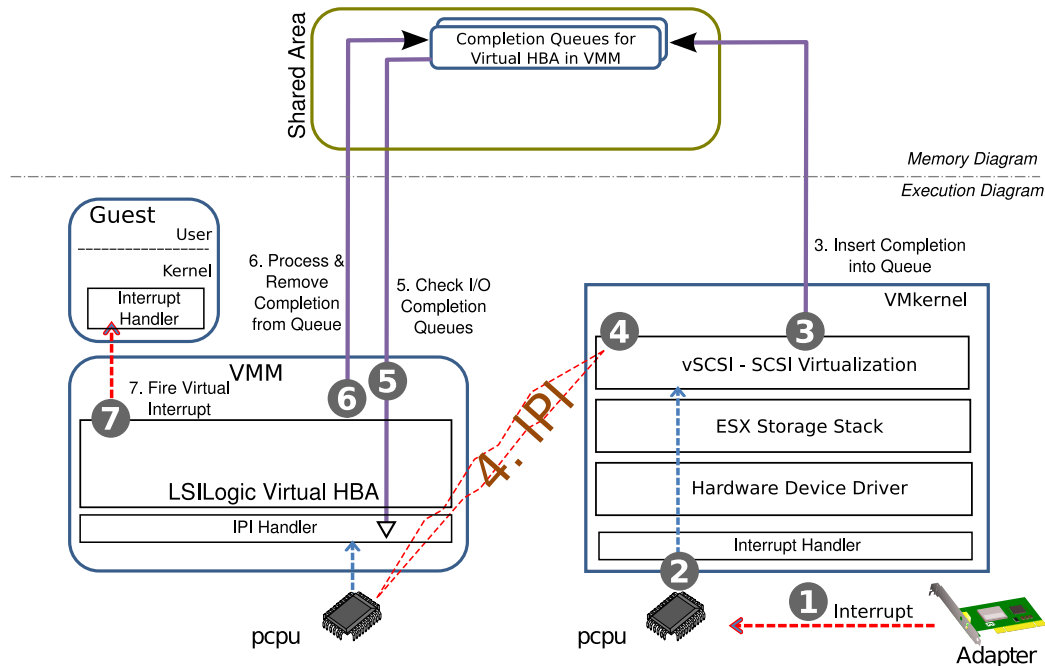 Shared Area
Completion Queues for
Virtual HBA in VMM
Memory Diagram
Execution Diagram
Guest
User
Kernel
Interrupt
Handler
6. Process &
Remove
Completion
from Queue
5. Check I/O
Completion
Queues
3. Insert Completion
into Queue
VMkernel
4
3
vSCSI - SCSI Virtualization
ESX Storage Stack
Hardware Device Driver
Interrupt Handler
2
VMM
7. Fire Virtual
Interrupt
7
6
5
LSILogic Virtual HBA
IPI Handler
4. IPI
pcpu
pcpu
1
Interrupt
Adapter